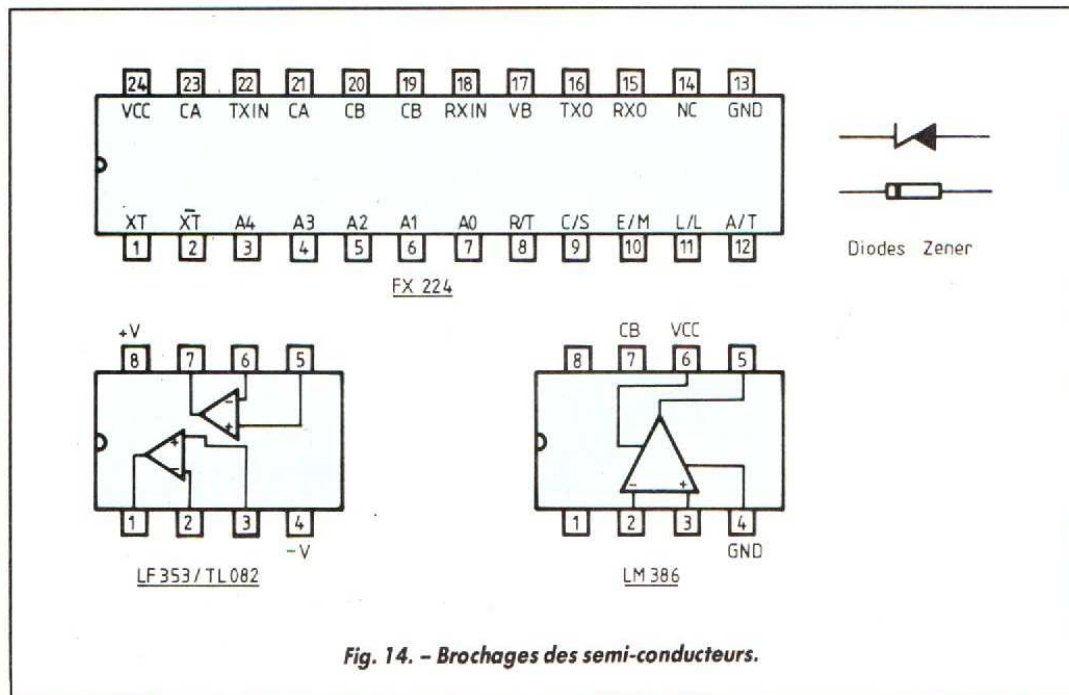 24 23 22 21 20 19 18 17 16 15 14 13
VCC CA TXIN CA CB CB RXIN VB TXO RXO NC GND
XT X̅T̅ A4 A3 A2 A1 A0 R/T C/S E/M L/L A/T
1 2 3 4 5 6 7 8 9 10 11 12
FX 224
Diodes Zener
+V
8 7 6 5
- +
+ -
1 2 3 4
-V
LF353/TL082
CB VCC
8 7 6 5
- +
1 2 3 4
GND
LM386
Fig. 14. – Brochages des semi-conducteurs.